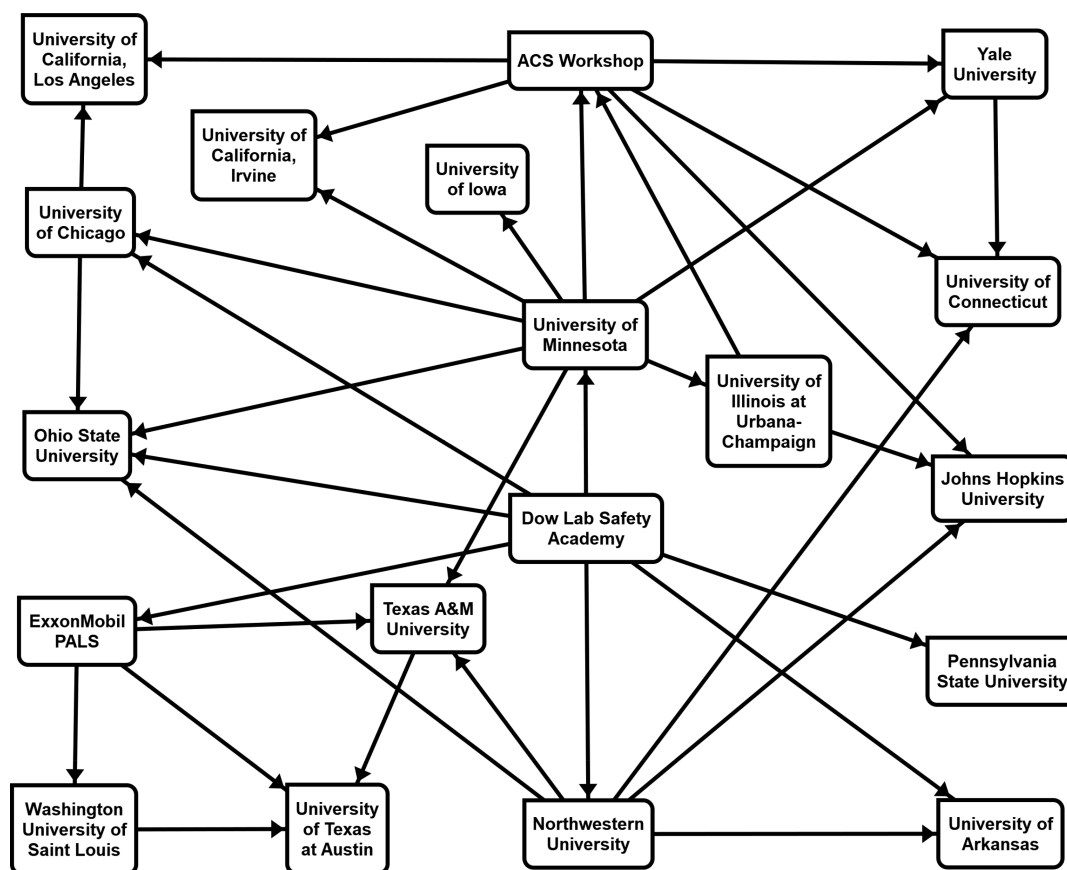 University of
California,
Los Angeles
ACS Workshop
Yale
University
University of
California,
Irvine
University
of Iowa
University
of Chicago
University of
Connecticut
University of
Minnesota
University of
Illinois at
Urbana-
Champaign
Ohio State
University
Johns Hopkins
University
Dow Lab Safety
Academy
ExxonMobil
PALS
Texas A&M
University
Pennsylvania
State University
Washington
University of
Saint Louis
University
of Texas
at Austin
Northwestern
University
University of
Arkansas